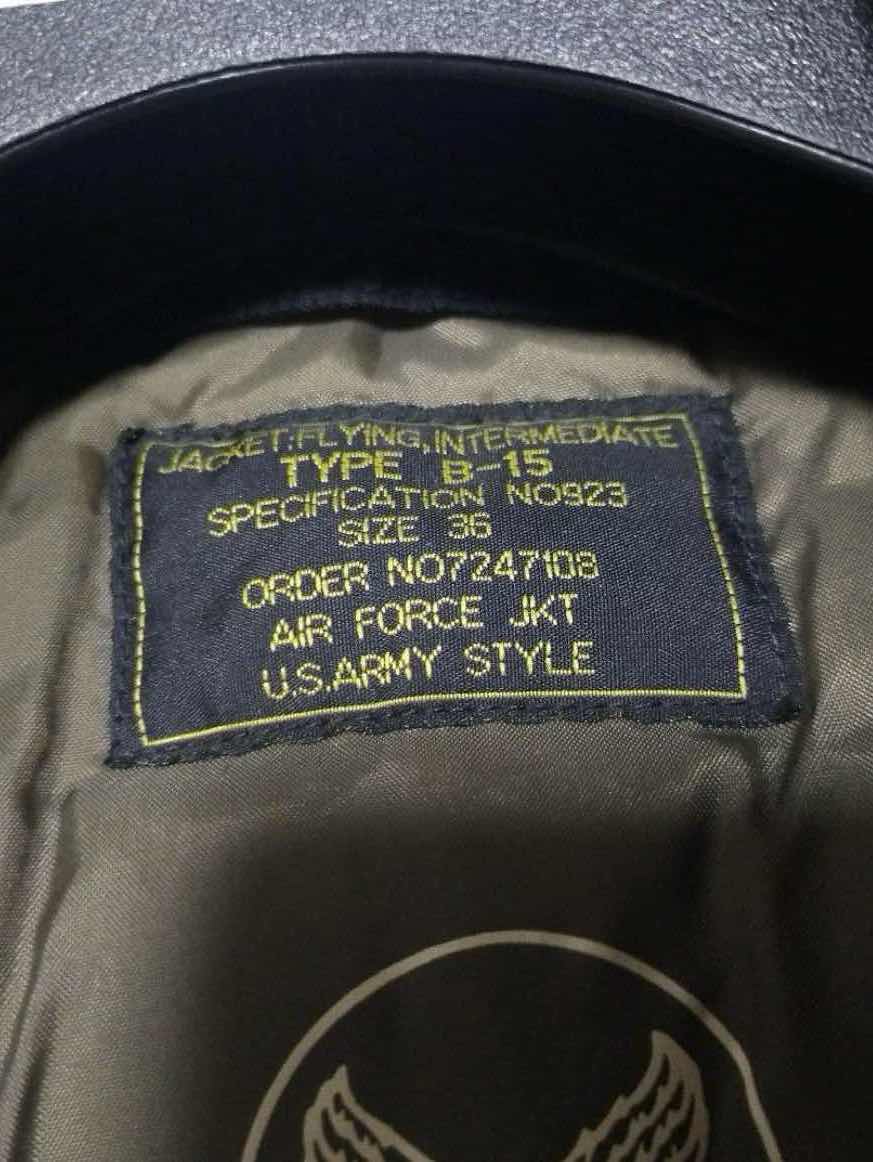 JACKET;FLYING,INTERMEDIATE
TYPE B-15
SPECIFICATION NO923
SIZE 36
ORDER NO7247108
AIR FORCE JKT
U.S.ARMY STYLE